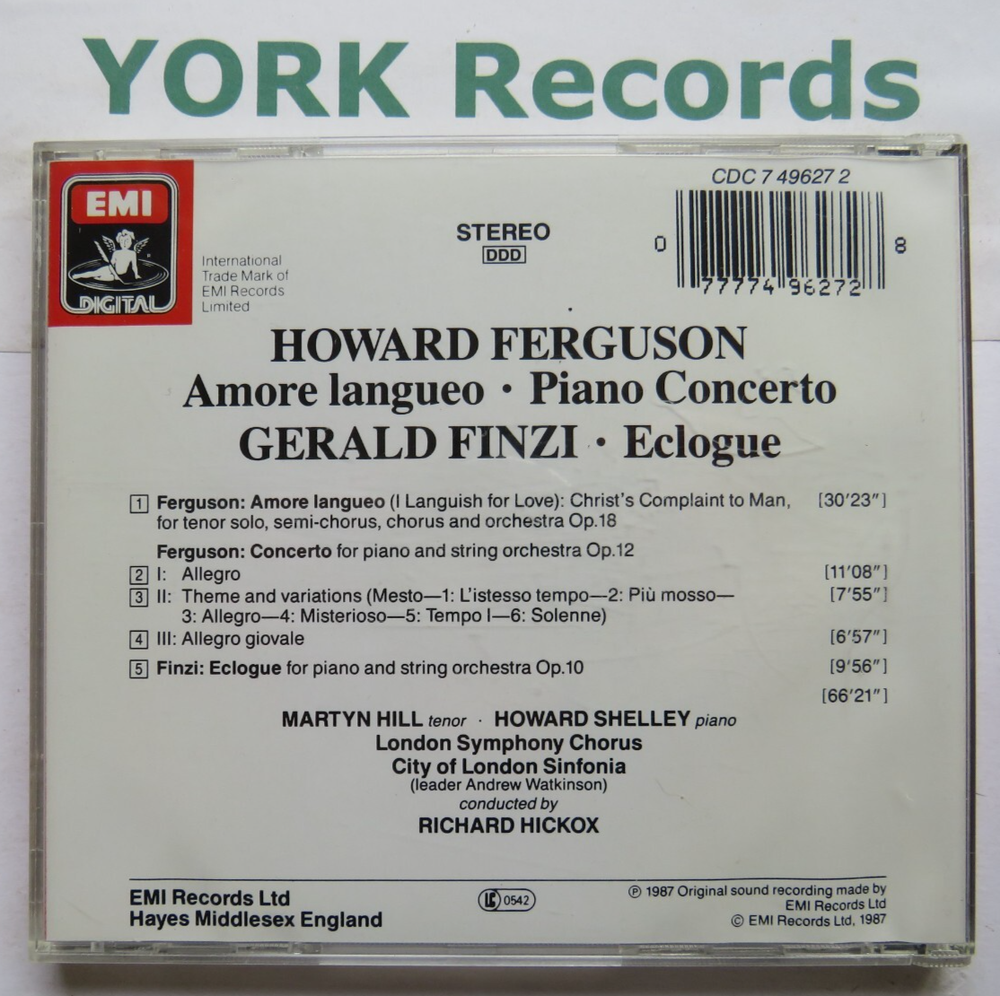 YORK Records
EMI
DIGITAL
International
Trade Mark of
EMI Records
Limited
STEREO
DDD
CDC 7 49627 2
0 77774 96272 8
HOWARD FERGUSON
Amore langueo · Piano Concerto
GERALD FINZI · Eclogue
1 Ferguson: Amore langueo (I Languish for Love): Christ's Complaint to Man, [30'23"]
for tenor solo, semi-chorus, chorus and orchestra Op.18
Ferguson: Concerto for piano and string orchestra Op.12
2 I: Allegro [11'08"]
3 II: Theme and variations (Mesto—1: L'istesso tempo—2: Più mosso— [7'55"]
3: Allegro—4: Misterioso—5: Tempo I—6: Solenne)
4 III: Allegro giovale [6'57"]
5 Finzi: Eclogue for piano and string orchestra Op.10 [9'56"]
[66'21"]
MARTYN HILL tenor · HOWARD SHELLEY piano
London Symphony Chorus
City of London Sinfonia
(leader Andrew Watkinson)
conducted by
RICHARD HICKOX
EMI Records Ltd
Hayes Middlesex England
LC 0542
℗ 1987 Original sound recording made by
EMI Records Ltd
© EMI Records Ltd, 1987